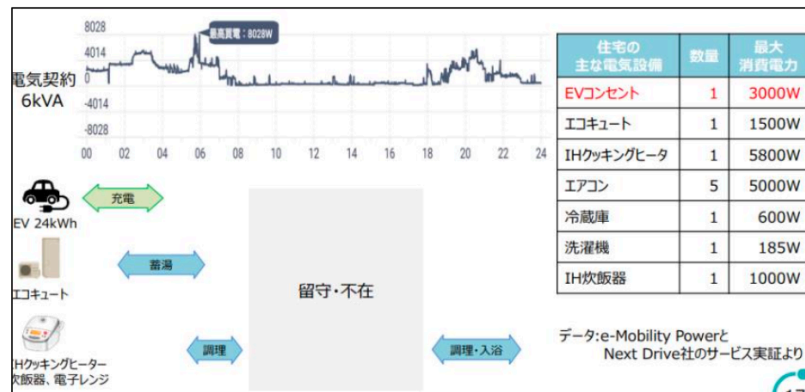 8028
4014
0
-4014
-8028
最高買電：8028W
電気契約
6kVA
00 02 04 06 08 10 12 14 16 18 20 22 24
EV 24kWh
充電
エコキュート
蓄湯
IHクッキングヒーター
炊飯器、電子レンジ
調理
留守・不在
調理・入浴
住宅の主な電気設備 数量 最大消費電力
EVコンセント 1 3000W
エコキュート 1 1500W
IHクッキングヒータ 1 5800W
エアコン 5 5000W
冷蔵庫 1 600W
洗濯機 1 185W
IH炊飯器 1 1000W
データ:e-Mobility Powerと
Next Drive社のサービス実証より